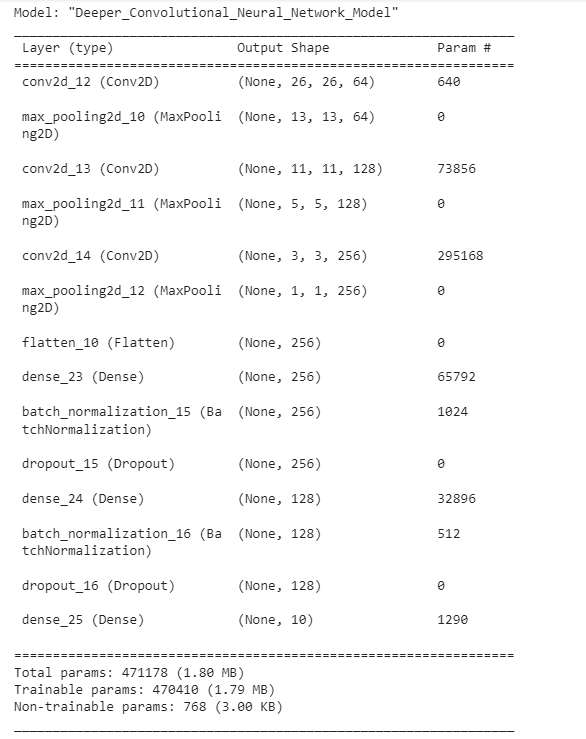 Model: "Deeper_Convolutional_Neural_Network_Model"
Layer (type) Output Shape Param #
conv2d_12 (Conv2D) (None, 26, 26, 64) 640
max_pooling2d_10 (MaxPooli (None, 13, 13, 64) 0
ng2D)
conv2d_13 (Conv2D) (None, 11, 11, 128) 73856
max_pooling2d_11 (MaxPooli (None, 5, 5, 128) 0
ng2D)
conv2d_14 (Conv2D) (None, 3, 3, 256) 295168
max_pooling2d_12 (MaxPooli (None, 1, 1, 256) 0
ng2D)
flatten_10 (Flatten) (None, 256) 0
dense_23 (Dense) (None, 256) 65792
batch_normalization_15 (Ba (None, 256) 1024
tchNormalization)
dropout_15 (Dropout) (None, 256) 0
dense_24 (Dense) (None, 128) 32896
batch_normalization_16 (Ba (None, 128) 512
tchNormalization)
dropout_16 (Dropout) (None, 128) 0
dense_25 (Dense) (None, 10) 1290
Total params: 471178 (1.80 MB)
Trainable params: 470410 (1.79 MB)
Non-trainable params: 768 (3.00 KB)